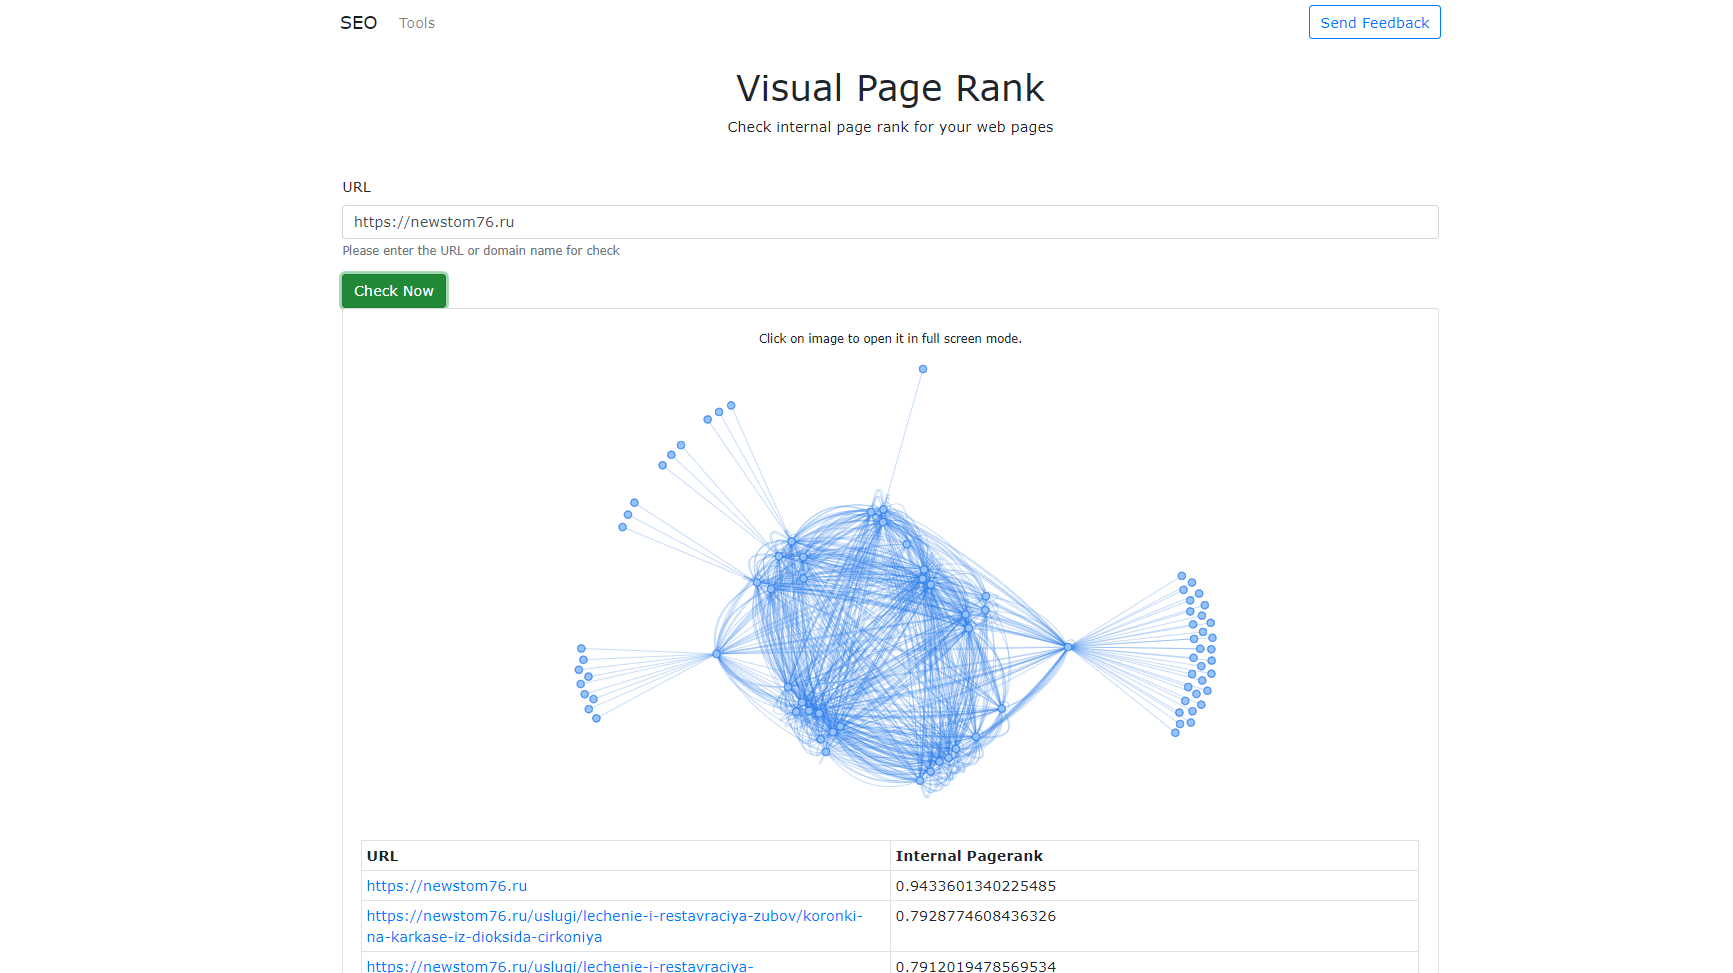 SEO Tools Send Feedback
Visual Page Rank
Check internal page rank for your web pages
URL
https://newstom76.ru
Please enter the URL or domain name for check
Check Now
Click on image to open it in full screen mode.
URL Internal Pagerank
https://newstom76.ru 0.9433601340225485
https://newstom76.ru/uslugi/lechenie-i-restavraciya-zubov/koronki- 0.7928774608436326
na-karkase-iz-dioksida-cirkoniya
https://newstom76.ru/uslugi/lechenie-i-restavraciya- 0.7912019478569534